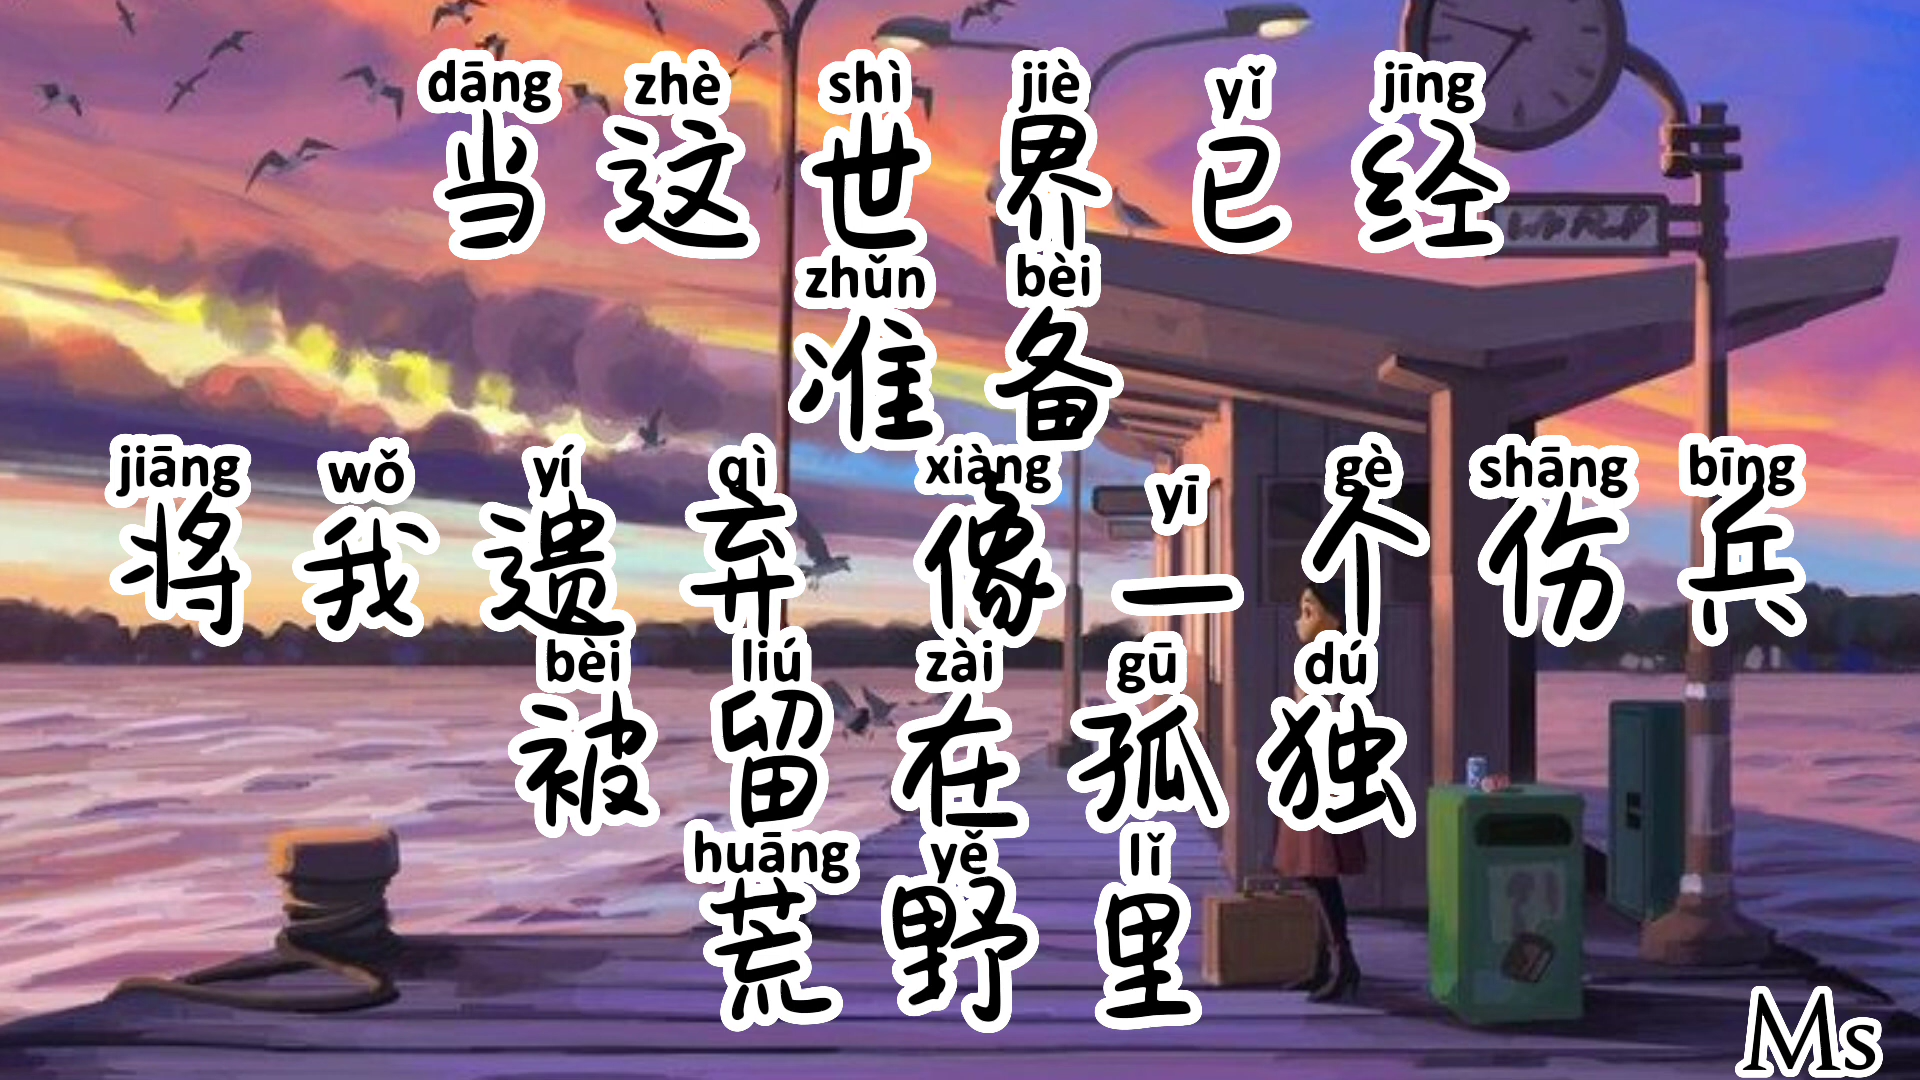 dāng zhè shì jiè yǐ jīng
当这世界已经
zhǔn bèi
准备
jiāng wǒ yí qì xiàng yī gè shāng bīng
将我遗弃像一个伤兵
bèi liú zài gū dú
被留在孤独
huāng yě lǐ
荒野里
Ms